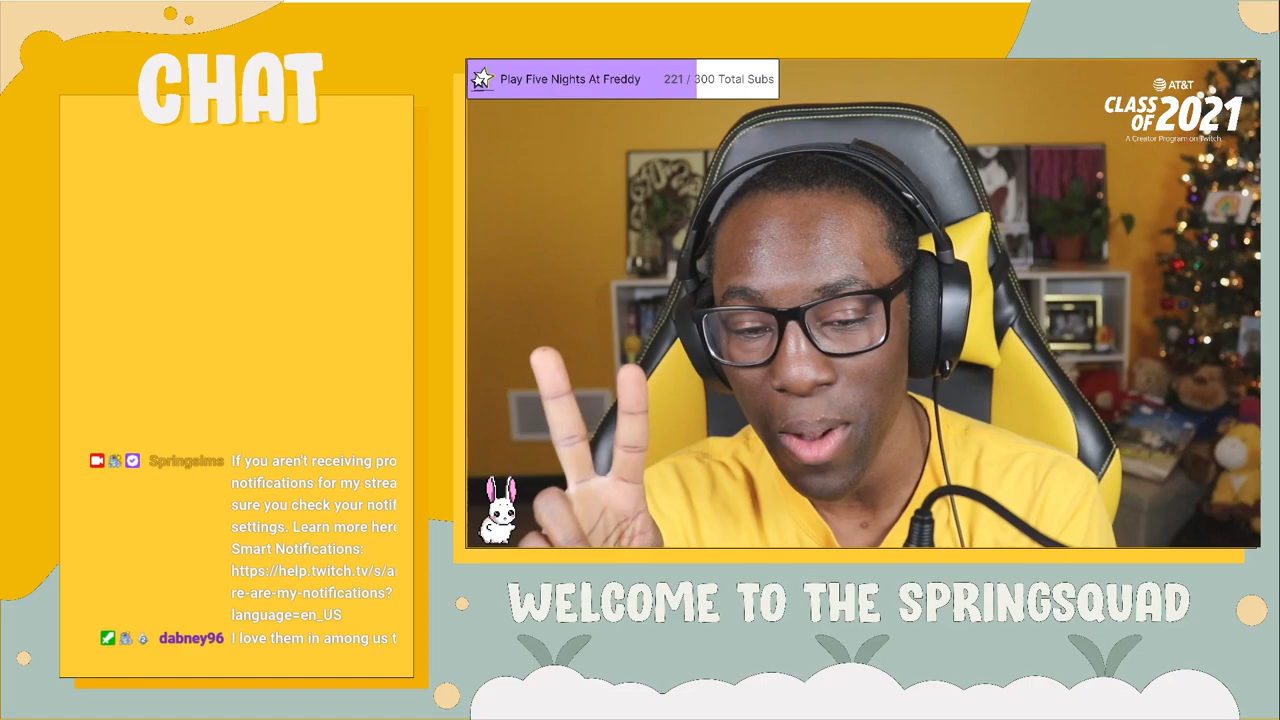 CHAT
Play Five Nights At Freddy 221 / 300 Total Subs
AT&T
CLASS
OF 2021
A Creator Program on Twitch
Springsims If you aren't receiving pro
notifications for my strea
sure you check your notif
settings. Learn more here
Smart Notifications:
https://help.twitch.tv/s/a
re-are-my-notifications?
language=en_US
dabney96 I love them in among us t
WELCOME TO THE SPRINGSQUAD